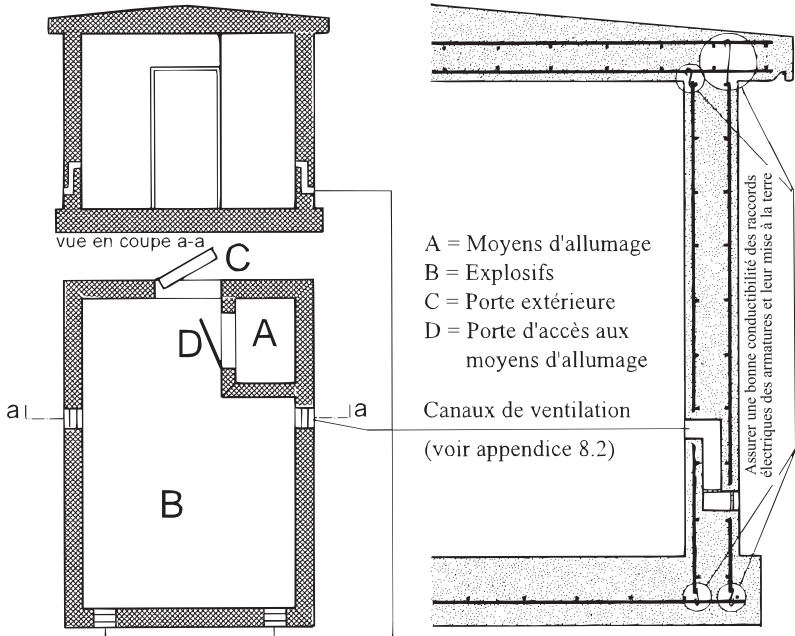 vue en coupe a-a
C
D
A
a
a
B
A = Moyens d'allumage
B = Explosifs
C = Porte extérieure
D = Porte d'accès aux
moyens d'allumage
Canaux de ventilation
(voir appendice 8.2)
Assurer une bonne conductibilité des raccords
électriques des armatures et leur mise à la terre